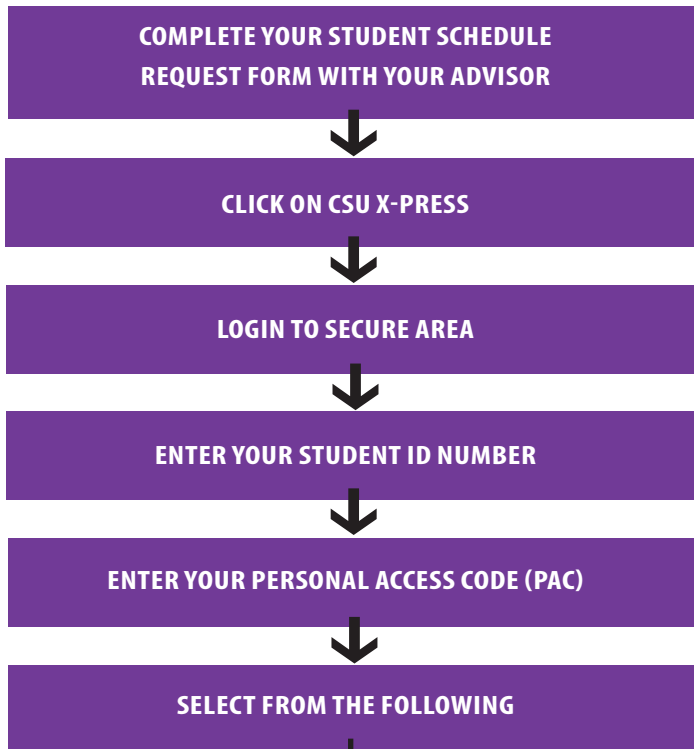 COMPLETE YOUR STUDENT SCHEDULE
REQUEST FORM WITH YOUR ADVISOR
CLICK ON CSU X-PRESS
LOGIN TO SECURE AREA
ENTER YOUR STUDENT ID NUMBER
ENTER YOUR PERSONAL ACCESS CODE (PAC)
SELECT FROM THE FOLLOWING